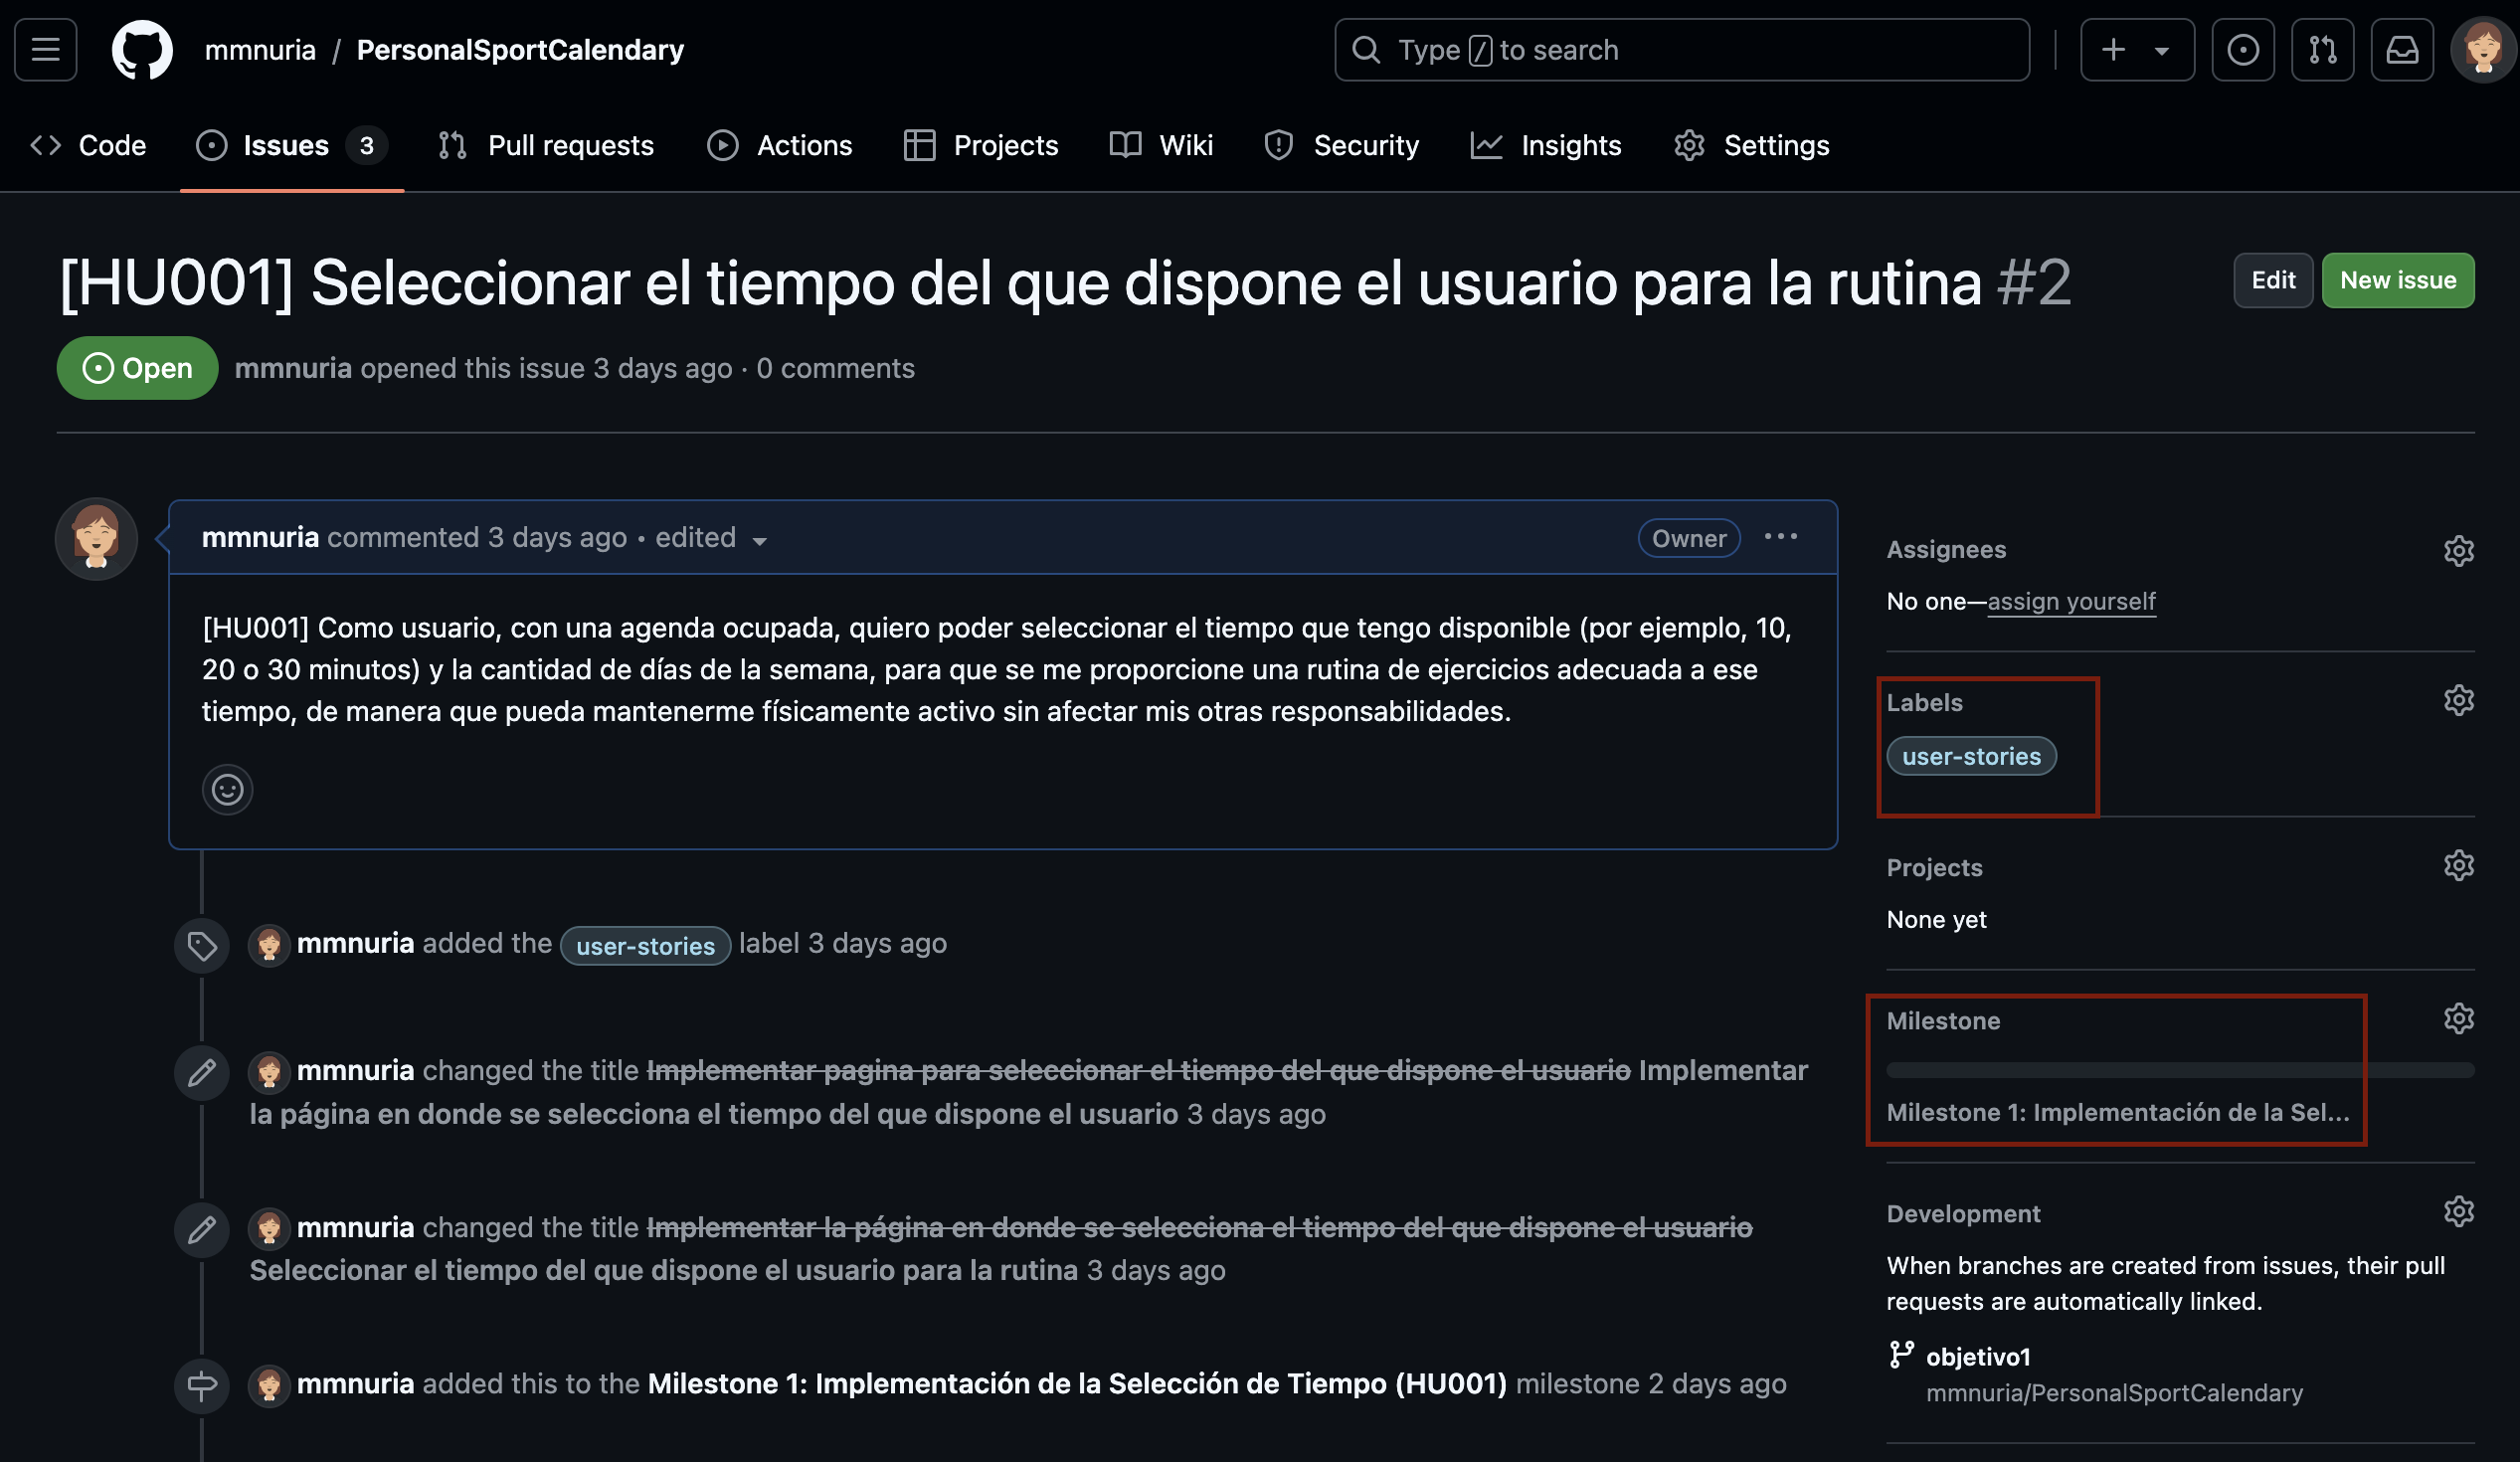 mmnuria / PersonalSportCalendary
Type / to search
Code
Issues 3
Pull requests
Actions
Projects
Wiki
Security
Insights
Settings
[HU001] Seleccionar el tiempo del que dispone el usuario para la rutina #2
Edit
New issue
Open
mmnuria opened this issue 3 days ago · 0 comments
mmnuria commented 3 days ago • edited
Owner
[HU001] Como usuario, con una agenda ocupada, quiero poder seleccionar el tiempo que tengo disponible (por ejemplo, 10,
20 o 30 minutos) y la cantidad de días de la semana, para que se me proporcione una rutina de ejercicios adecuada a ese
tiempo, de manera que pueda mantenerme físicamente activo sin afectar mis otras responsabilidades.
mmnuria added the user-stories label 3 days ago
mmnuria changed the title Implementar pagina para seleccionar el tiempo del que dispone el usuario Implementar
la página en donde se selecciona el tiempo del que dispone el usuario 3 days ago
mmnuria changed the title Implementar la página en donde se selecciona el tiempo del que dispone el usuario
Seleccionar el tiempo del que dispone el usuario para la rutina 3 days ago
mmnuria added this to the Milestone 1: Implementación de la Selección de Tiempo (HU001) milestone 2 days ago
Assignees
No one—assign yourself
Labels
user-stories
Projects
None yet
Milestone
Milestone 1: Implementación de la Sel...
Development
When branches are created from issues, their pull
requests are automatically linked.
objetivo1
mmnuria/PersonalSportCalendary